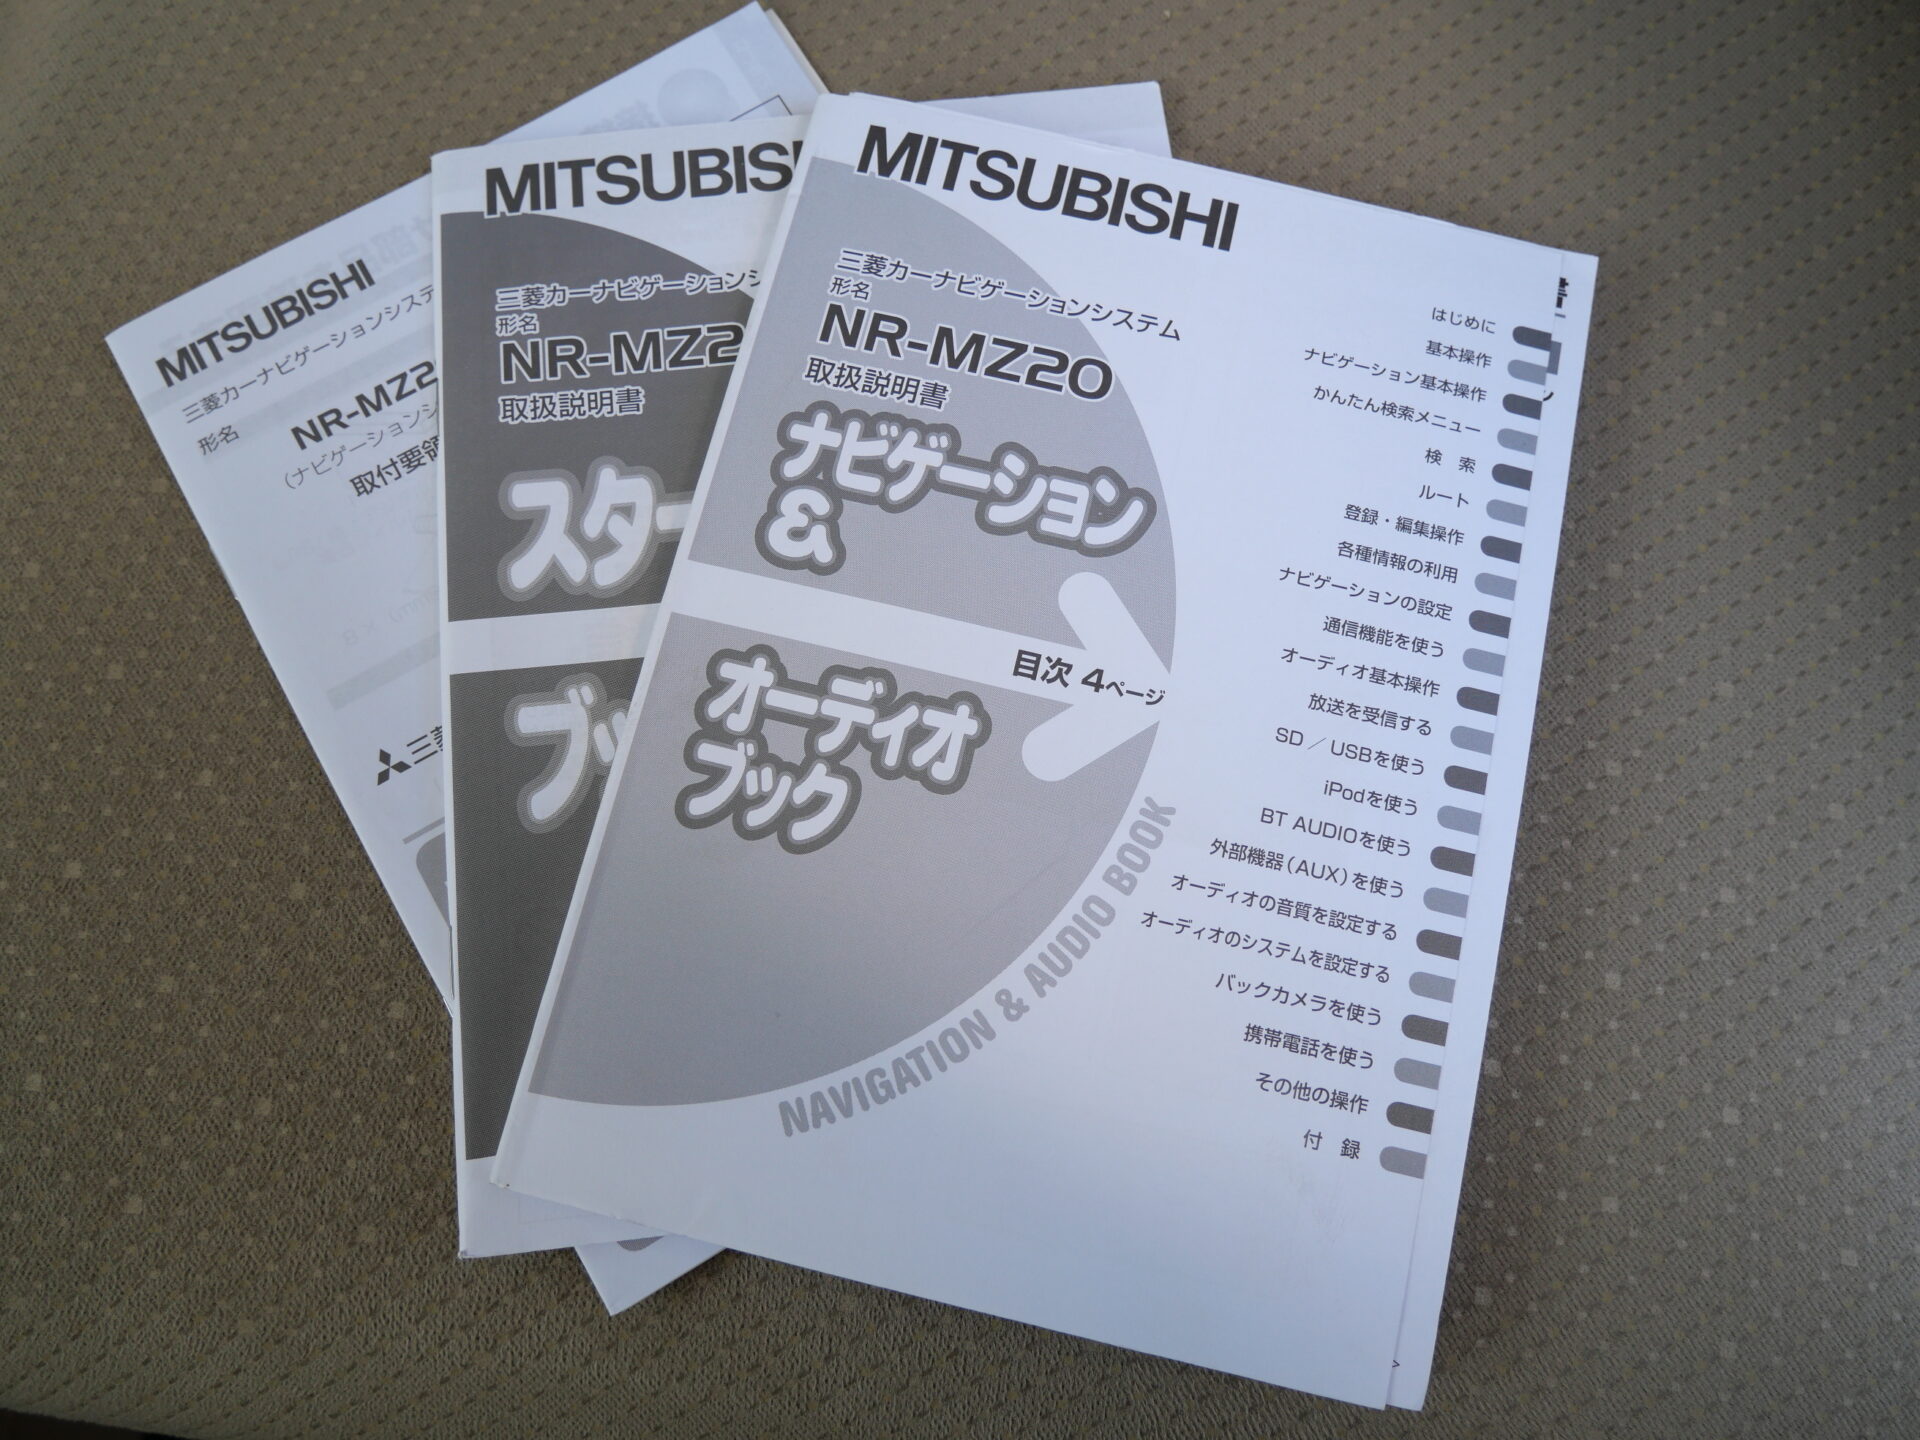 MITSUBISHI
三菱カーナビゲーションシステ
形名
NR-MZ2
(ナビゲーションシ
取付要領
三菱
MITSUBIS
三菱カーナビゲーションシ
形名
NR-MZ2
取扱説明書
スター
ブッ
MITSUBISHI
三菱カーナビゲーションシステム
形名
NR-MZ20
取扱説明書
ナビゲーション
&
オーディオ
ブック
目次 4ページ
NAVIGATION & AUDIO BOOK
はじめに
基本操作
ナビゲーション基本操作
かんたん検索メニュー
検 索
ルート
登録・編集操作
各種情報の利用
ナビゲーションの設定
通信機能を使う
オーディオ基本操作
放送を受信する
SD／USBを使う
iPodを使う
BT AUDIOを使う
外部機器(AUX)を使う
オーディオの音質を設定する
オーディオのシステムを設定する
バックカメラを使う
携帯電話を使う
その他の操作
付 録